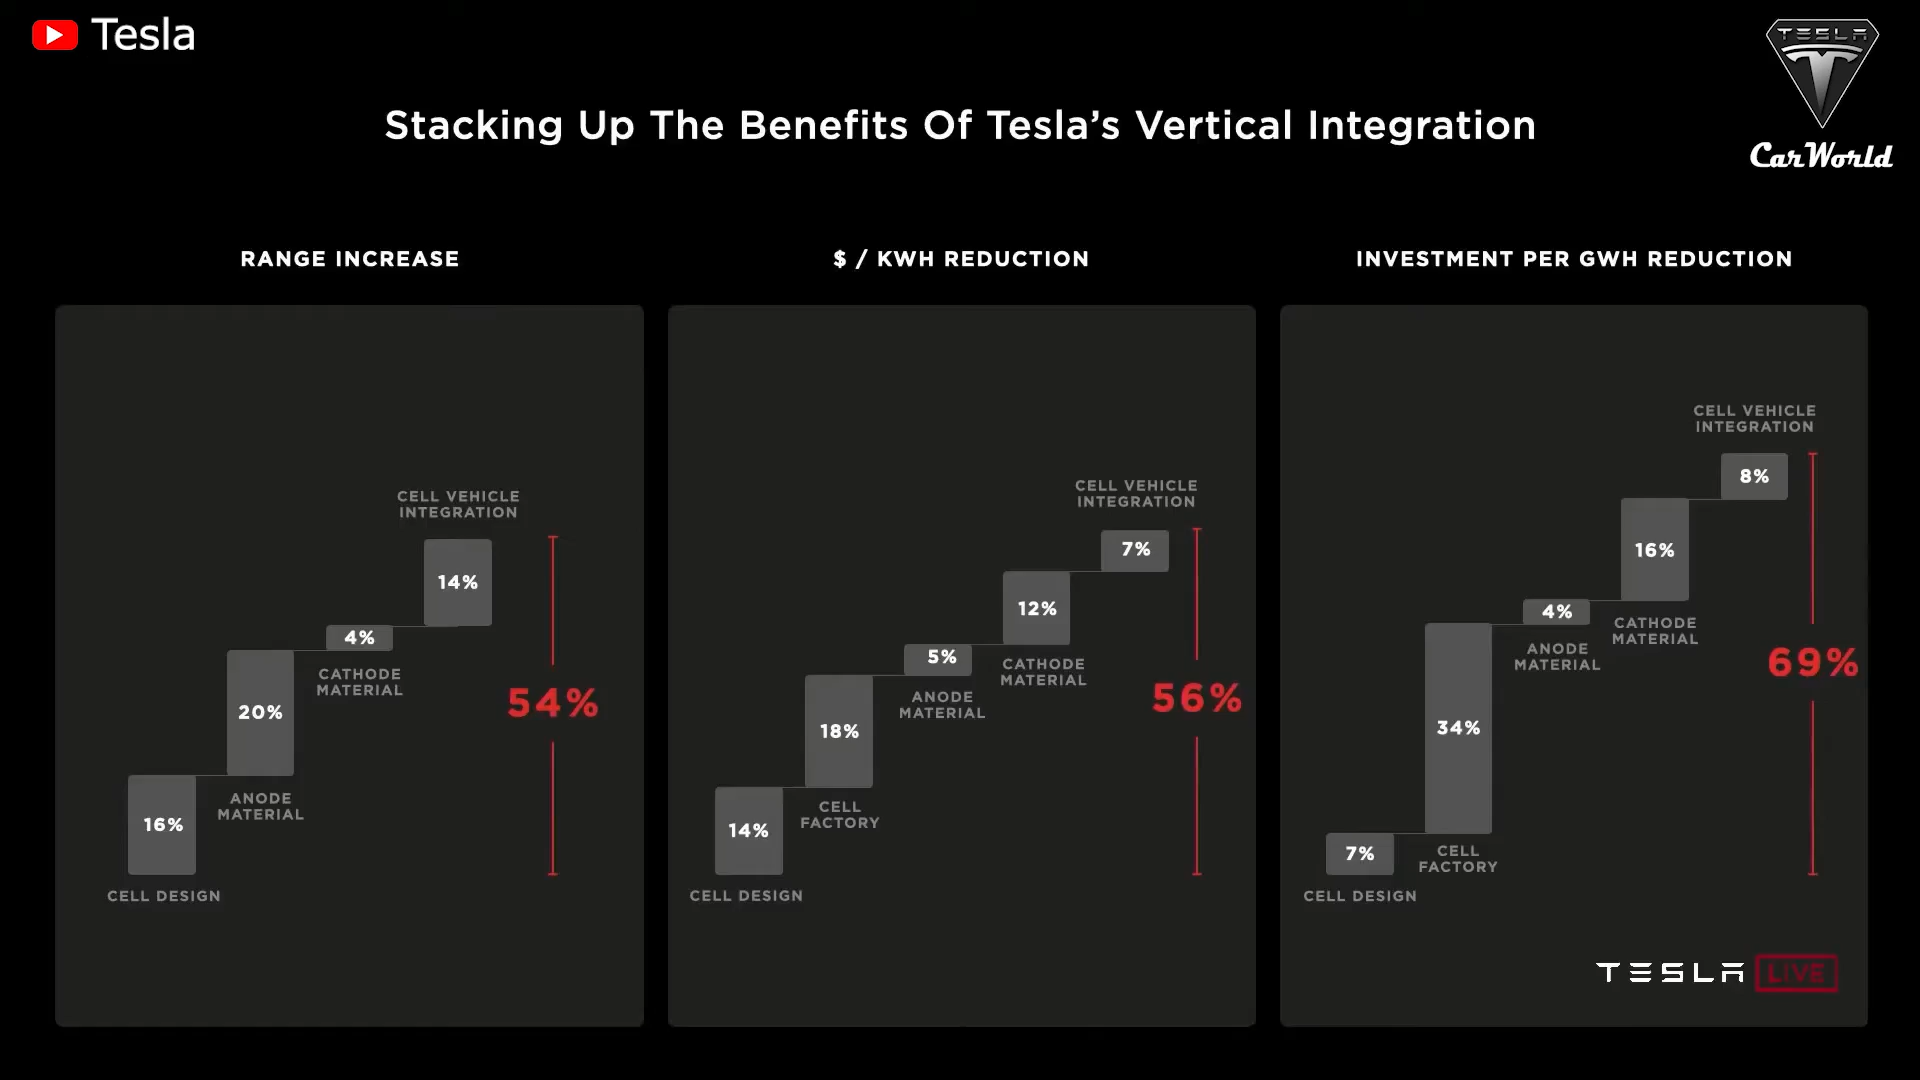 Tesla
TESLA
CarWorld
Stacking Up The Benefits Of Tesla’s Vertical Integration
RANGE INCREASE
CELL VEHICLE
INTEGRATION
14%
4%
CATHODE
MATERIAL
20%
ANODE
MATERIAL
16%
CELL DESIGN
54%
$ / KWH REDUCTION
CELL VEHICLE
INTEGRATION
7%
12%
CATHODE
MATERIAL
5%
ANODE
MATERIAL
18%
CELL
FACTORY
14%
CELL DESIGN
56%
INVESTMENT PER GWH REDUCTION
CELL VEHICLE
INTEGRATION
8%
16%
CATHODE
MATERIAL
4%
ANODE
MATERIAL
34%
CELL
FACTORY
7%
CELL DESIGN
69%
TESLA LIVE